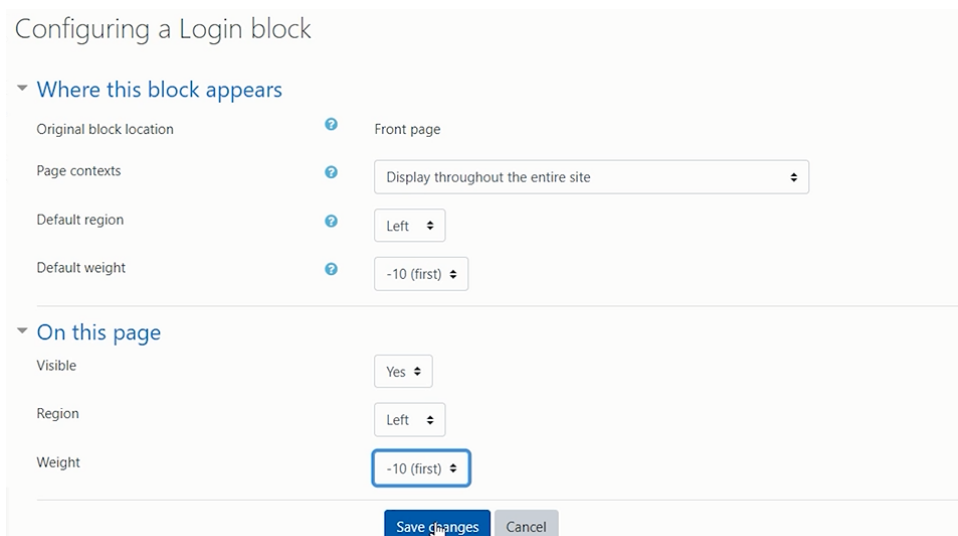 Configuring a Login block
Where this block appears
Original block location Front page
Page contexts Display throughout the entire site
Default region Left
Default weight -10 (first)
On this page
Visible Yes
Region Left
Weight -10 (first)
Save changes Cancel